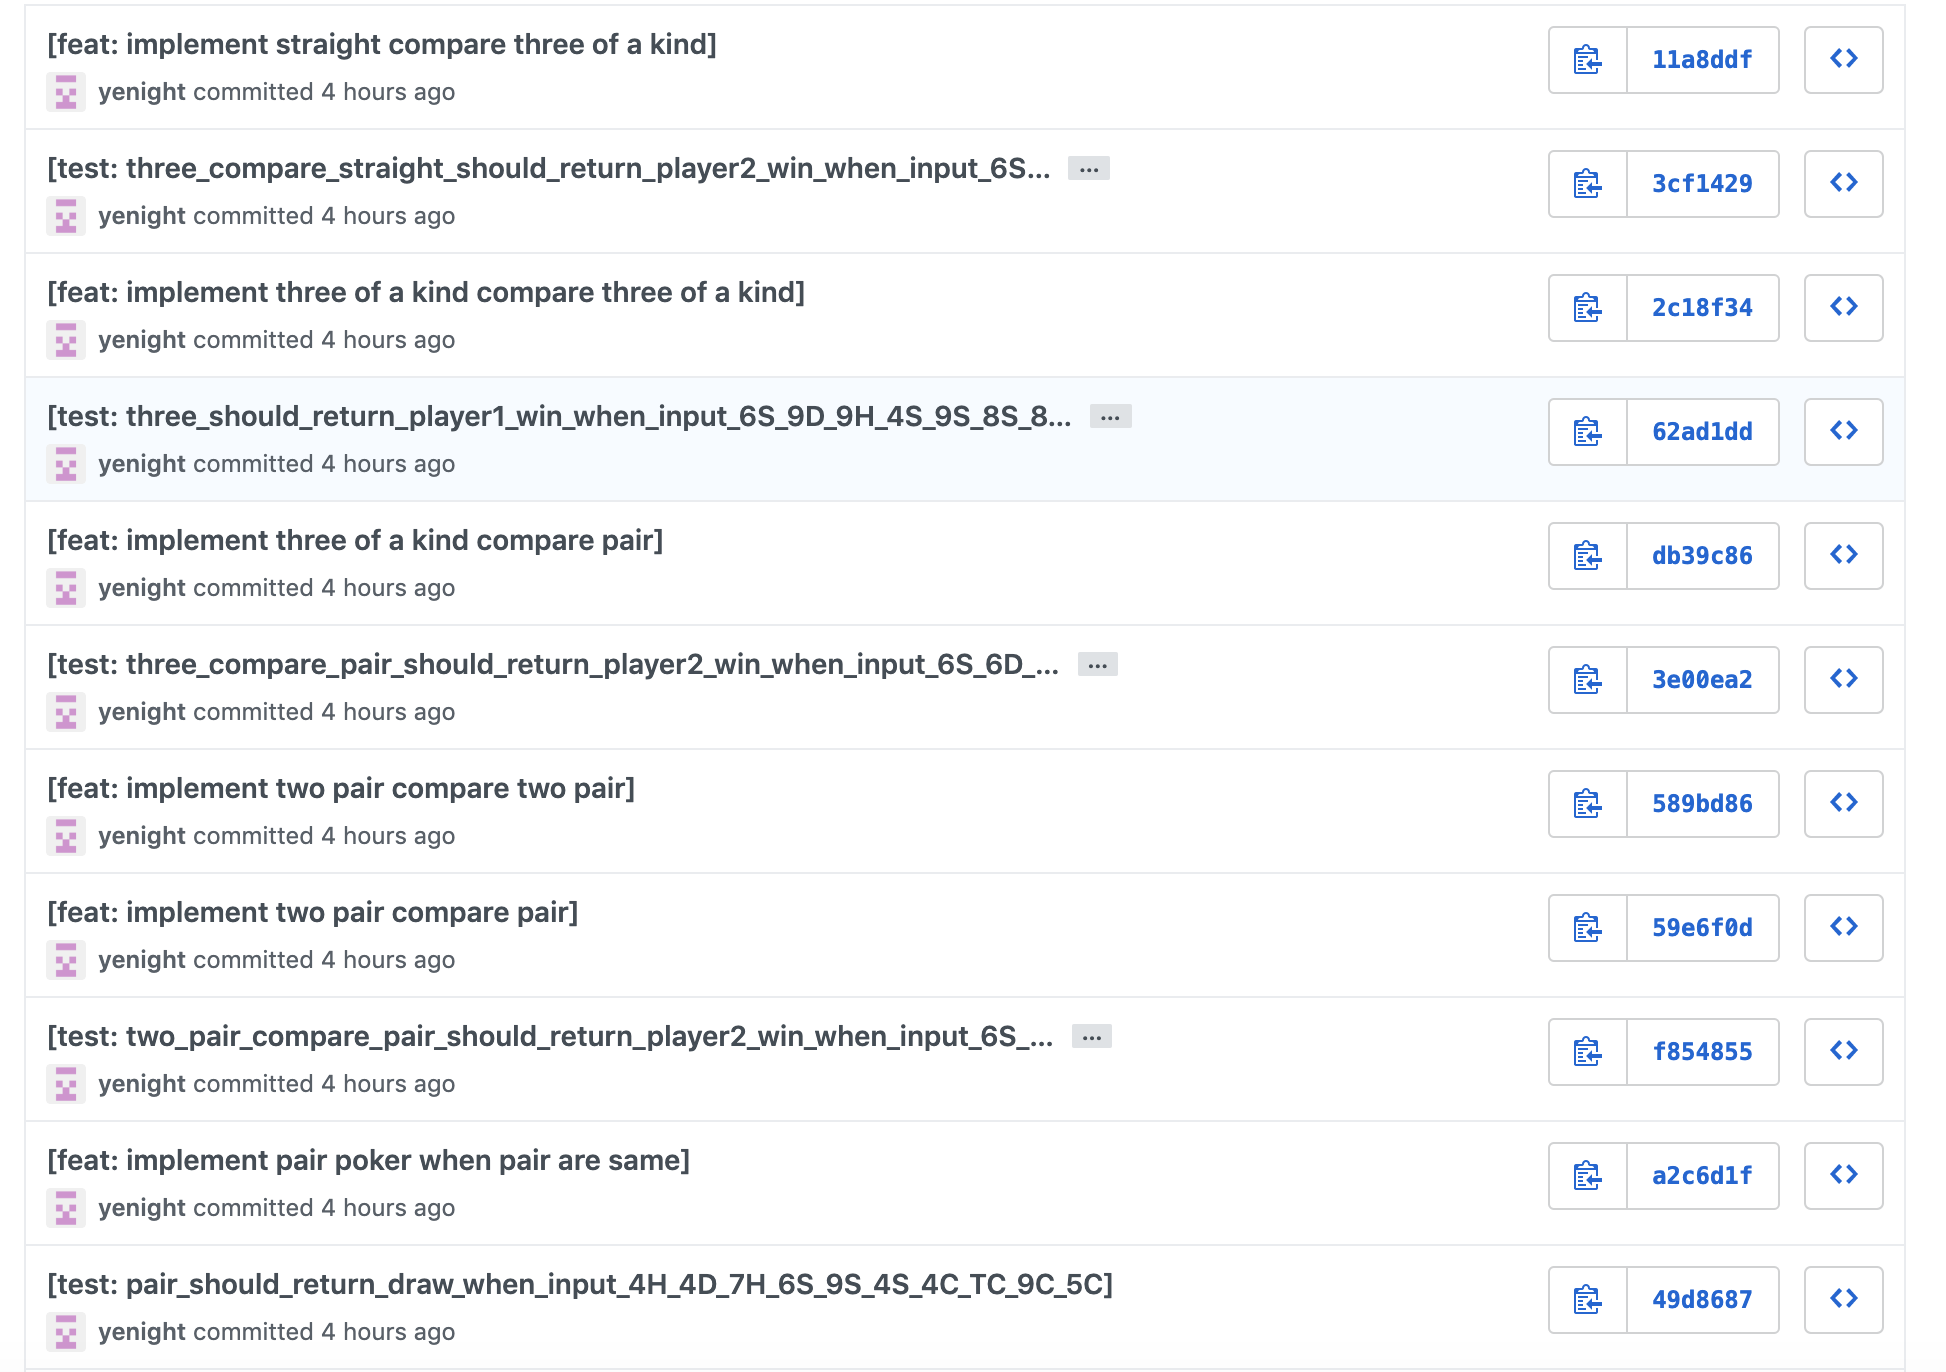 [feat: implement straight compare three of a kind]
yenight committed 4 hours ago
11a8ddf
[test: three_compare_straight_should_return_player2_win_when_input_6S... ...
yenight committed 4 hours ago
3cf1429
[feat: implement three of a kind compare three of a kind]
yenight committed 4 hours ago
2c18f34
[test: three_should_return_player1_win_when_input_6S_9D_9H_4S_9S_8S_8... ...
yenight committed 4 hours ago
62ad1dd
[feat: implement three of a kind compare pair]
yenight committed 4 hours ago
db39c86
[test: three_compare_pair_should_return_player2_win_when_input_6S_6D_... ...
yenight committed 4 hours ago
3e00ea2
[feat: implement two pair compare two pair]
yenight committed 4 hours ago
589bd86
[feat: implement two pair compare pair]
yenight committed 4 hours ago
59e6f0d
[test: two_pair_compare_pair_should_return_player2_win_when_input_6S_... ...
yenight committed 4 hours ago
f854855
[feat: implement pair poker when pair are same]
yenight committed 4 hours ago
a2c6d1f
[test: pair_should_return_draw_when_input_4H_4D_7H_6S_9S_4S_4C_TC_9C_5C]
yenight committed 4 hours ago
49d8687